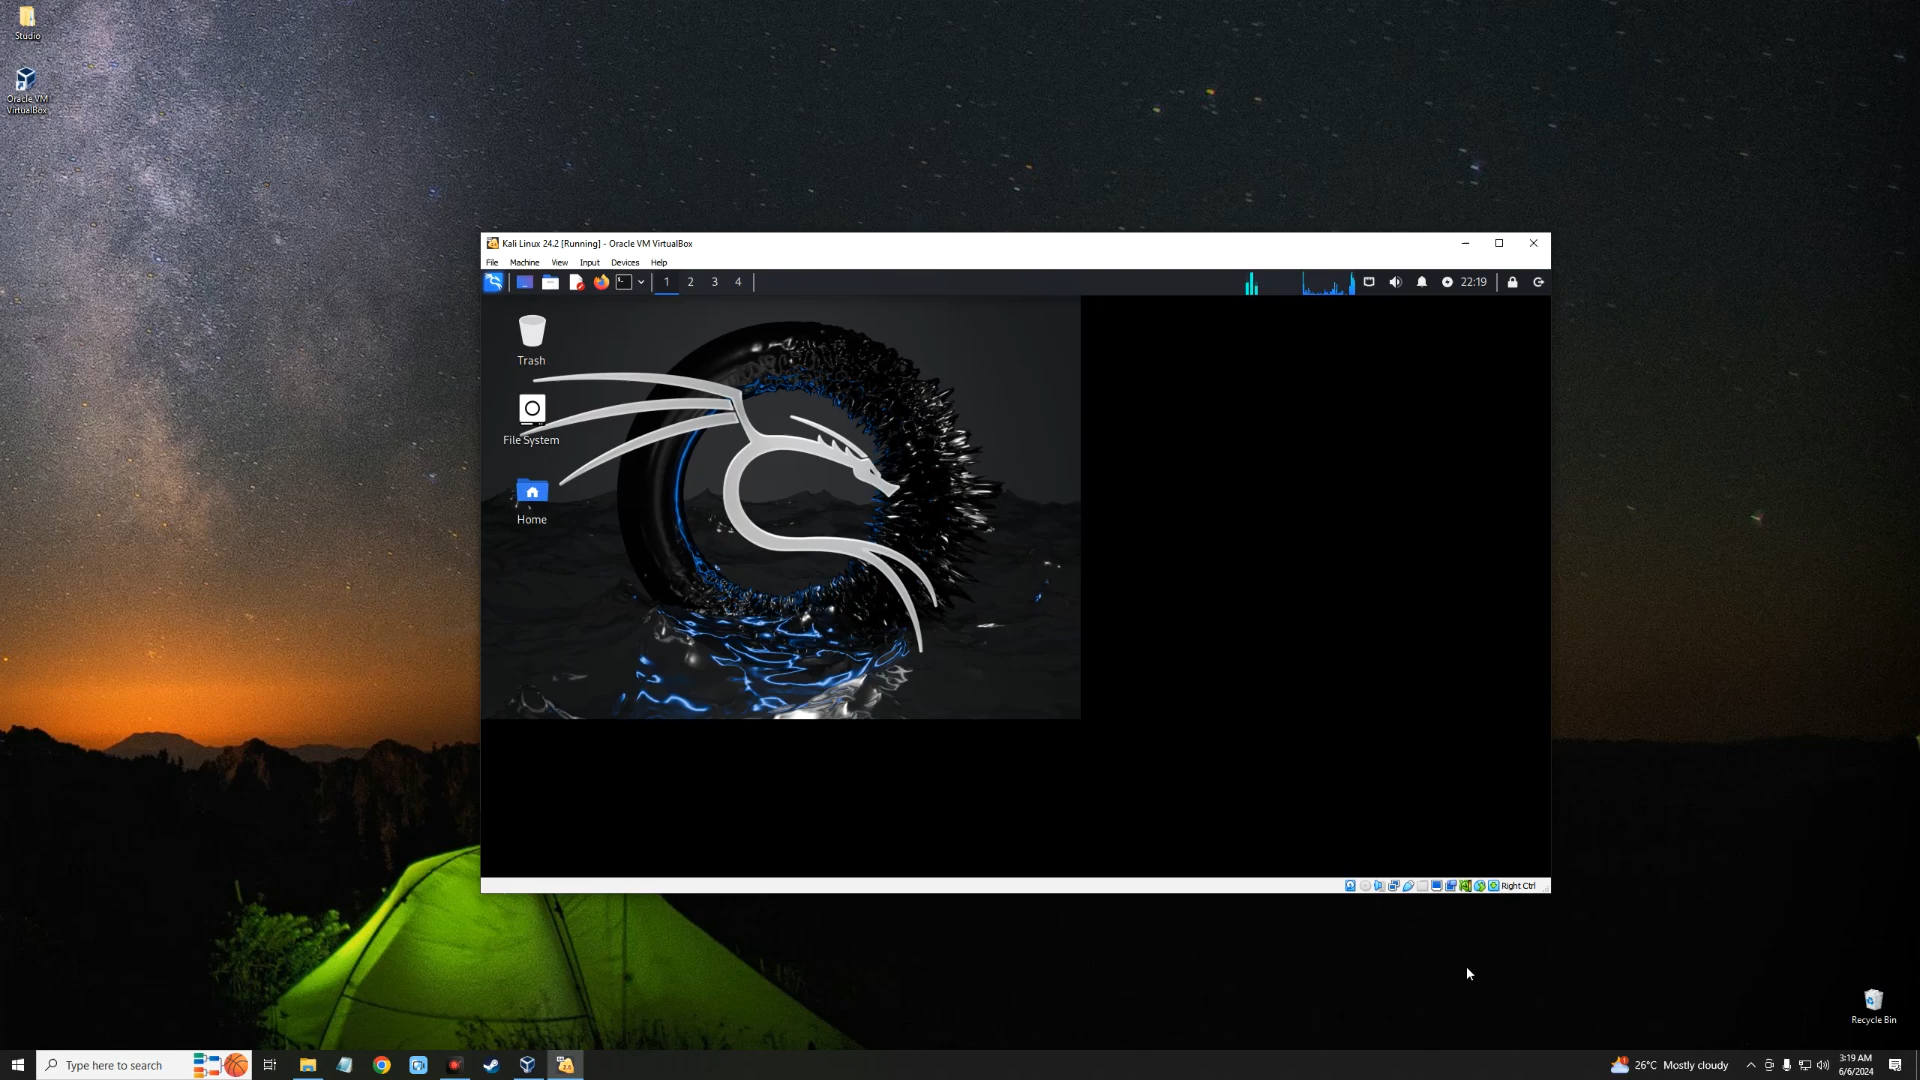 Studio
Oracle VM
VirtualBox
Kali Linux 24.2 [Running] - Oracle VM VirtualBox
File Machine View Input Devices Help
1 2 3 4 22:19
Trash
File System
Home
Right Ctrl
Recycle Bin
Type here to search
26°C Mostly cloudy
3:19 AM
6/6/2024